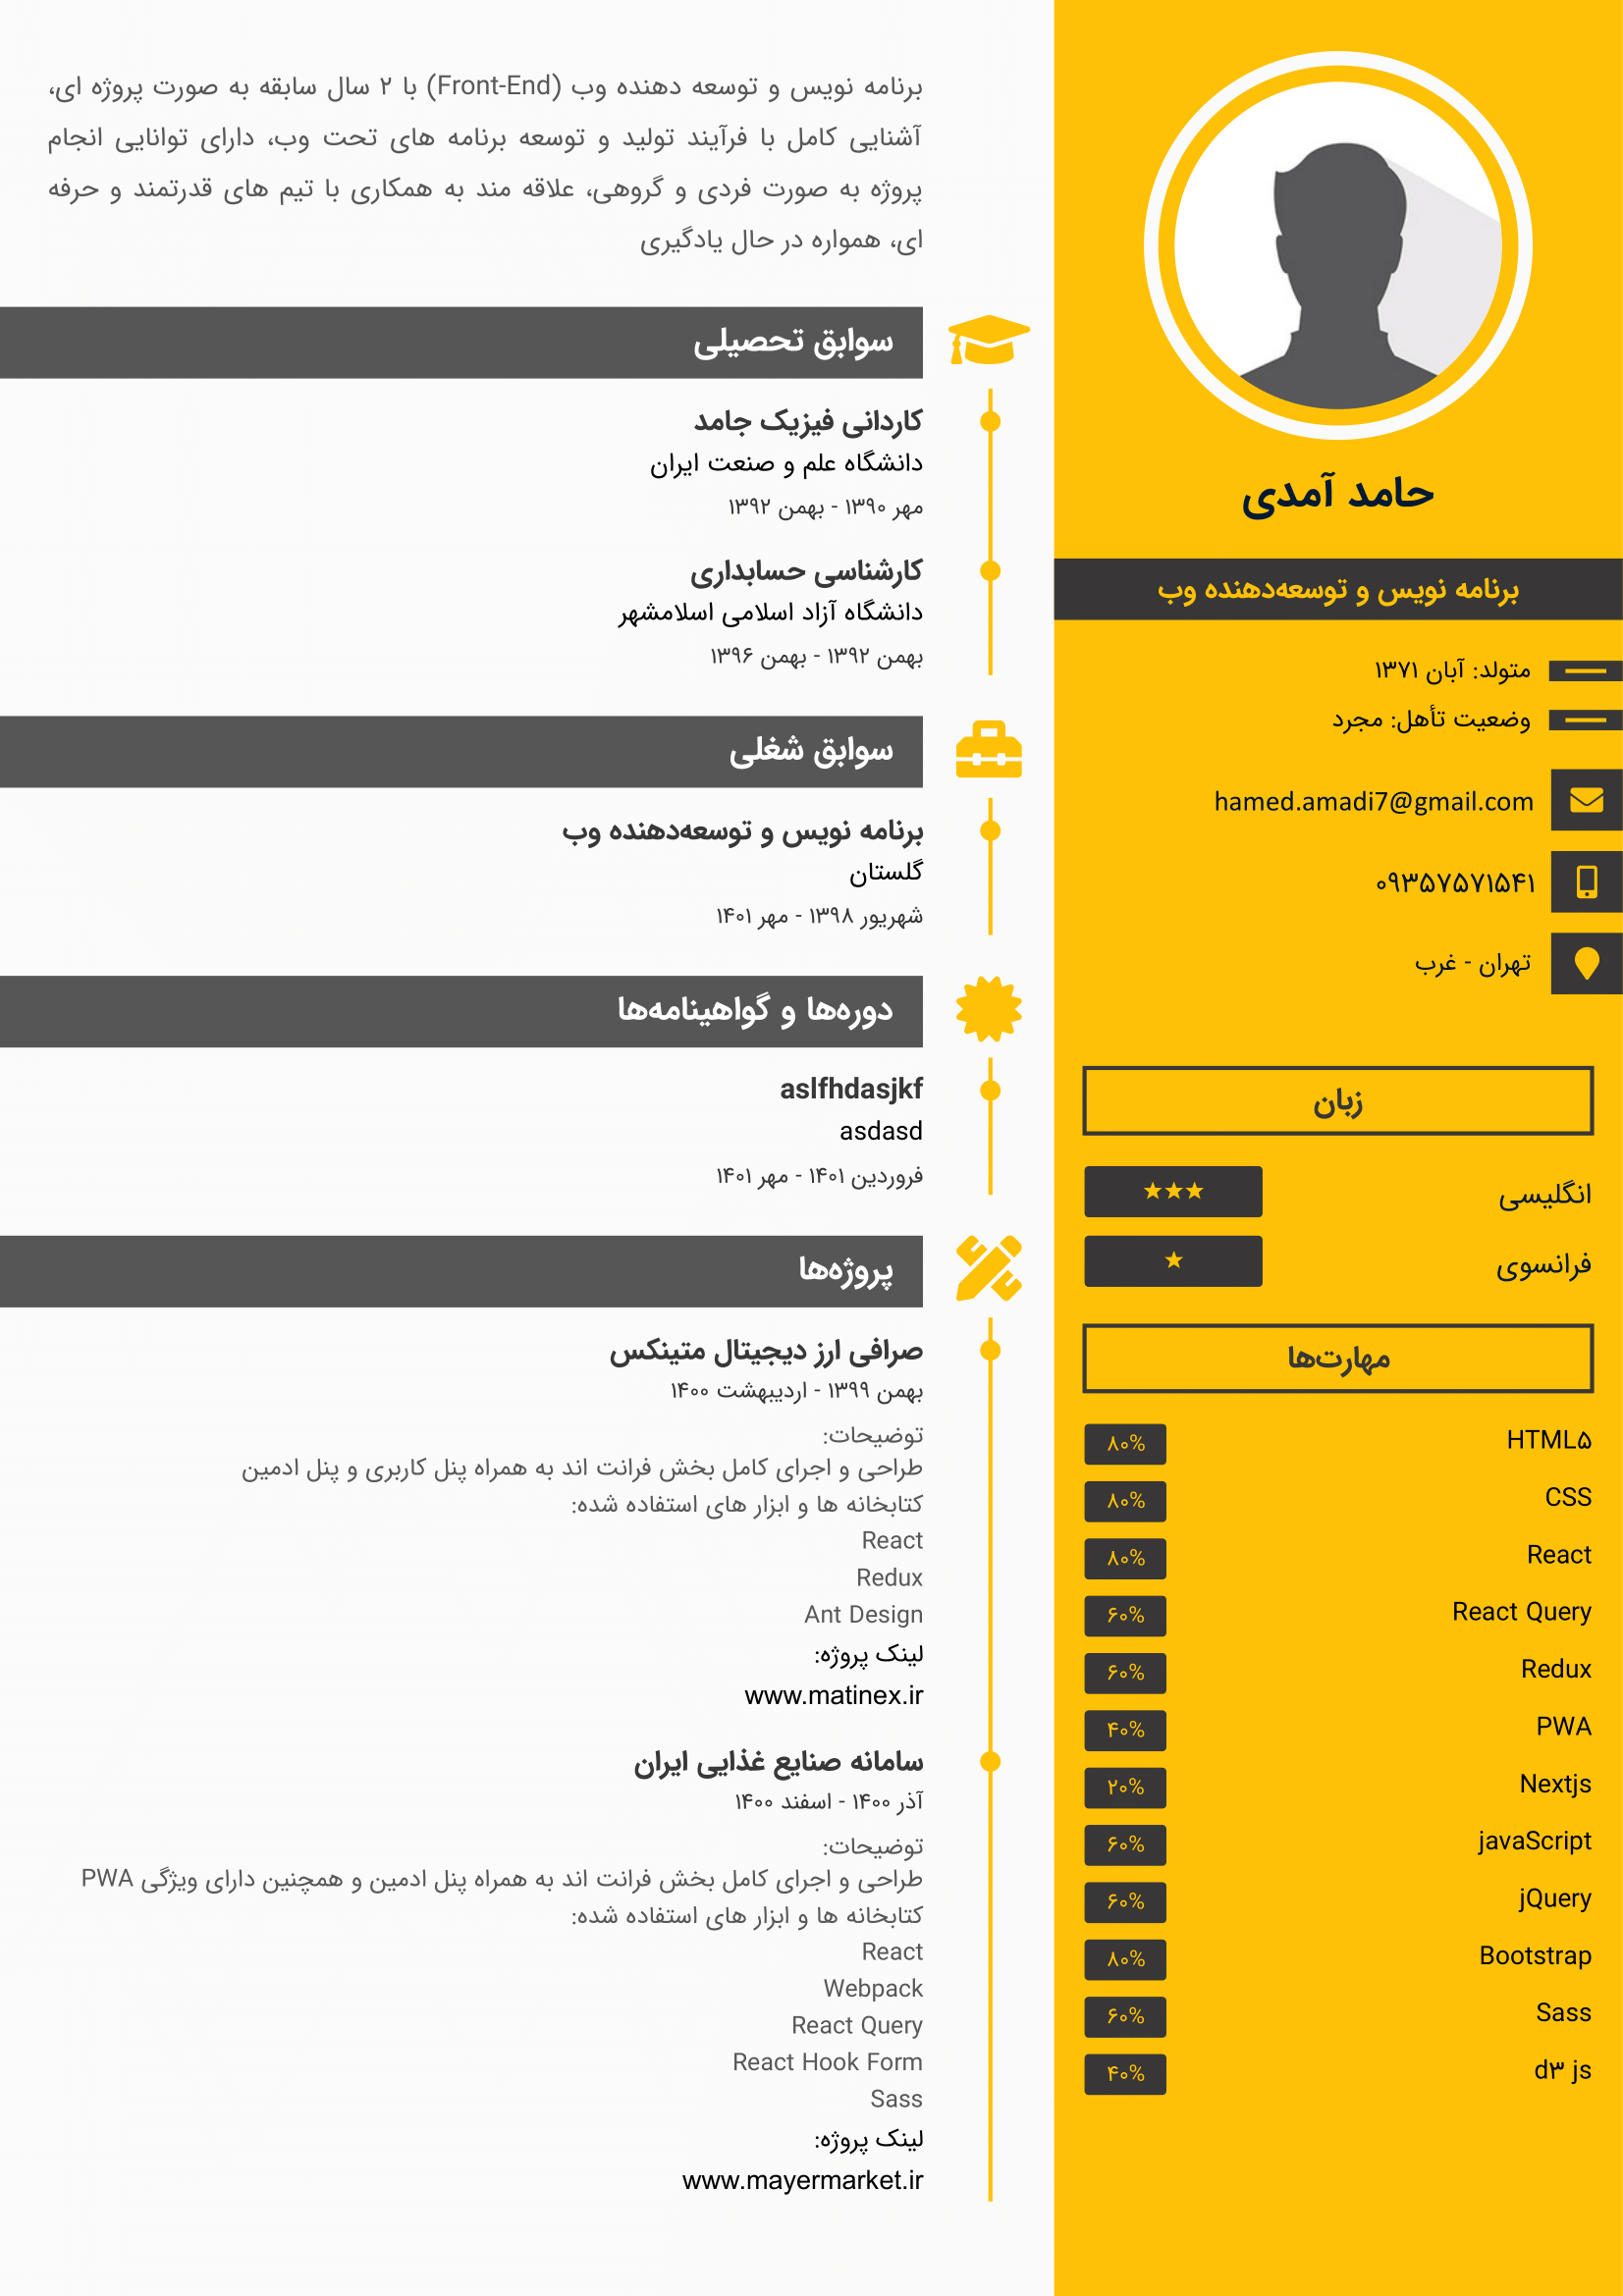 حامد آمدی
برنامه نویس و توسعه‌دهنده وب
متولد: آبان ۱۳۷۱
وضعیت تأهل: مجرد
hamed.amadi7@gmail.com
۰۹۳۵۷۵۷۱۵۴۱
تهران - غرب
زبان
انگلیسی ★★★
فرانسوی ★
مهارت‌ها
HTML۵ ۸۰%
CSS ۸۰%
React ۸۰%
React Query ۶۰%
Redux ۶۰%
PWA ۴۰%
Nextjs ۲۰%
javaScript ۶۰%
jQuery ۶۰%
Bootstrap ۸۰%
Sass ۶۰%
d۳ js ۴۰%
برنامه نویس و توسعه دهنده وب (Front-End) با ۲ سال سابقه به صورت پروژه ای،
آشنایی کامل با فرآیند تولید و توسعه برنامه های تحت وب، دارای توانایی انجام
پروژه به صورت فردی و گروهی، علاقه مند به همکاری با تیم های قدرتمند و حرفه
ای، همواره در حال یادگیری
سوابق تحصیلی
کاردانی فیزیک جامد
دانشگاه علم و صنعت ایران
مهر ۱۳۹۰ - بهمن ۱۳۹۲
کارشناسی حسابداری
دانشگاه آزاد اسلامی اسلامشهر
بهمن ۱۳۹۲ - بهمن ۱۳۹۶
سوابق شغلی
برنامه نویس و توسعه‌دهنده وب
گلستان
شهریور ۱۳۹۸ - مهر ۱۴۰۱
دوره‌ها و گواهینامه‌ها
aslfhdasjkf
asdasd
فروردین ۱۴۰۱ - مهر ۱۴۰۱
پروژه‌ها
صرافی ارز دیجیتال متینکس
بهمن ۱۳۹۹ - اردیبهشت ۱۴۰۰
توضیحات:
طراحی و اجرای کامل بخش فرانت اند به همراه پنل کاربری و پنل ادمین
کتابخانه ها و ابزار های استفاده شده:
React
Redux
Ant Design
لینک پروژه:
www.matinex.ir
سامانه صنایع غذایی ایران
آذر ۱۴۰۰ - اسفند ۱۴۰۰
توضیحات:
طراحی و اجرای کامل بخش فرانت اند به همراه پنل ادمین و همچنین دارای ویژگی PWA
کتابخانه ها و ابزار های استفاده شده:
React
Webpack
React Query
React Hook Form
Sass
لینک پروژه:
www.mayermarket.ir